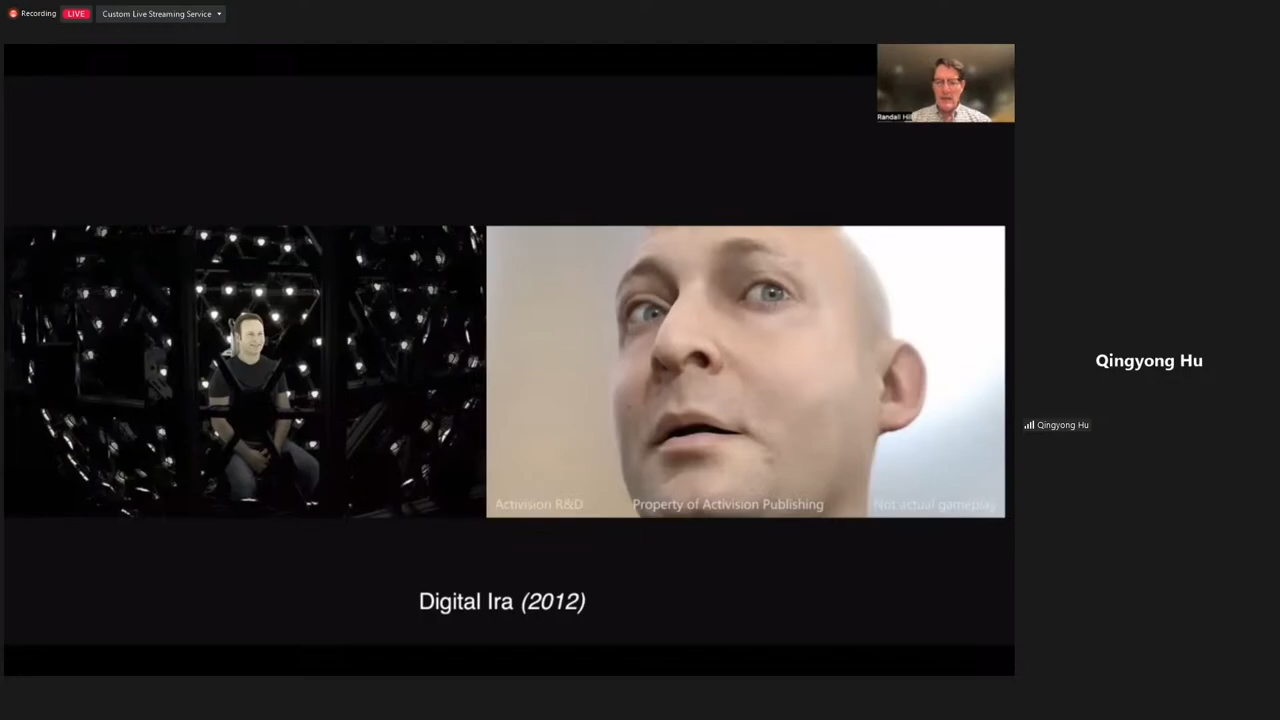 Recording
LIVE
Custom Live Streaming Service
Randall Hill
Qingyong Hu
Qingyong Hu
Activision R&D
Property of Activision Publishing
Not actual gameplay
Digital Ira (2012)